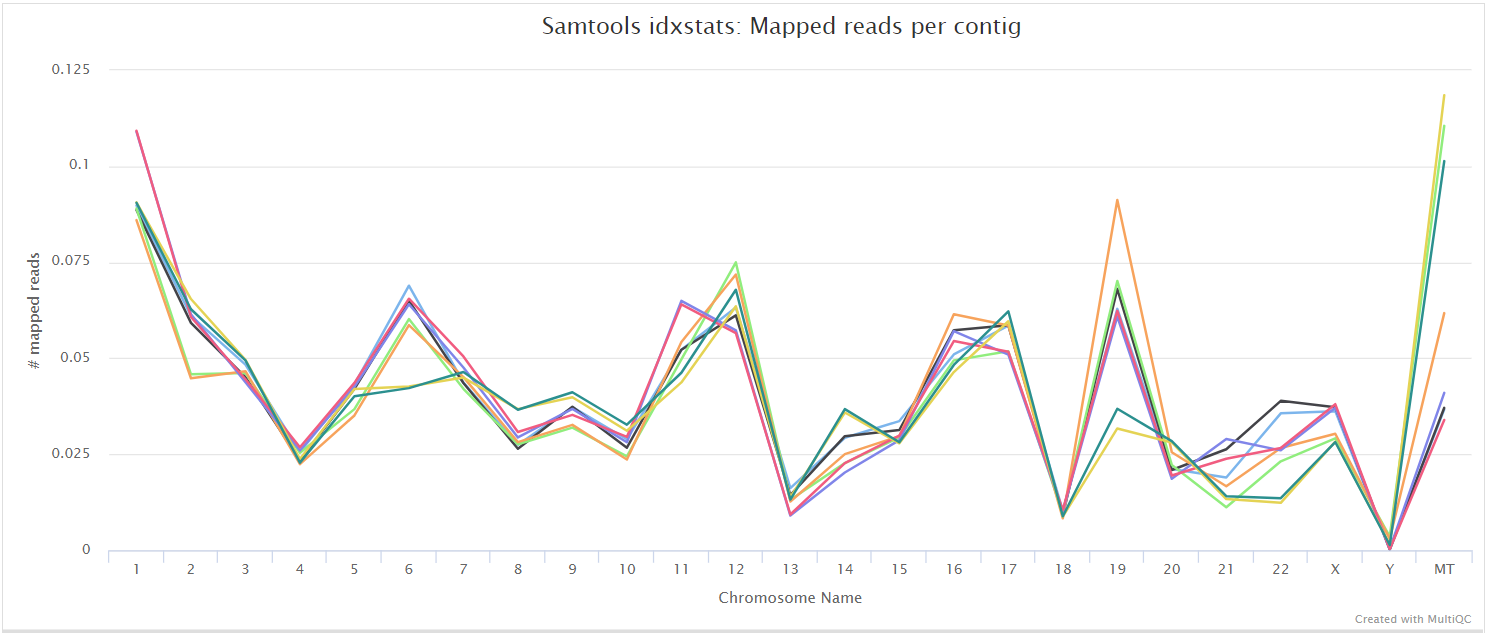 Samtools idxstats: Mapped reads per contig
0.125
0.1
0.075
0.05
0.025
0
# mapped reads
1 2 3 4 5 6 7 8 9 10 11 12 13 14 15 16 17 18 19 20 21 22 X Y MT
Chromosome Name
Created with MultiQC